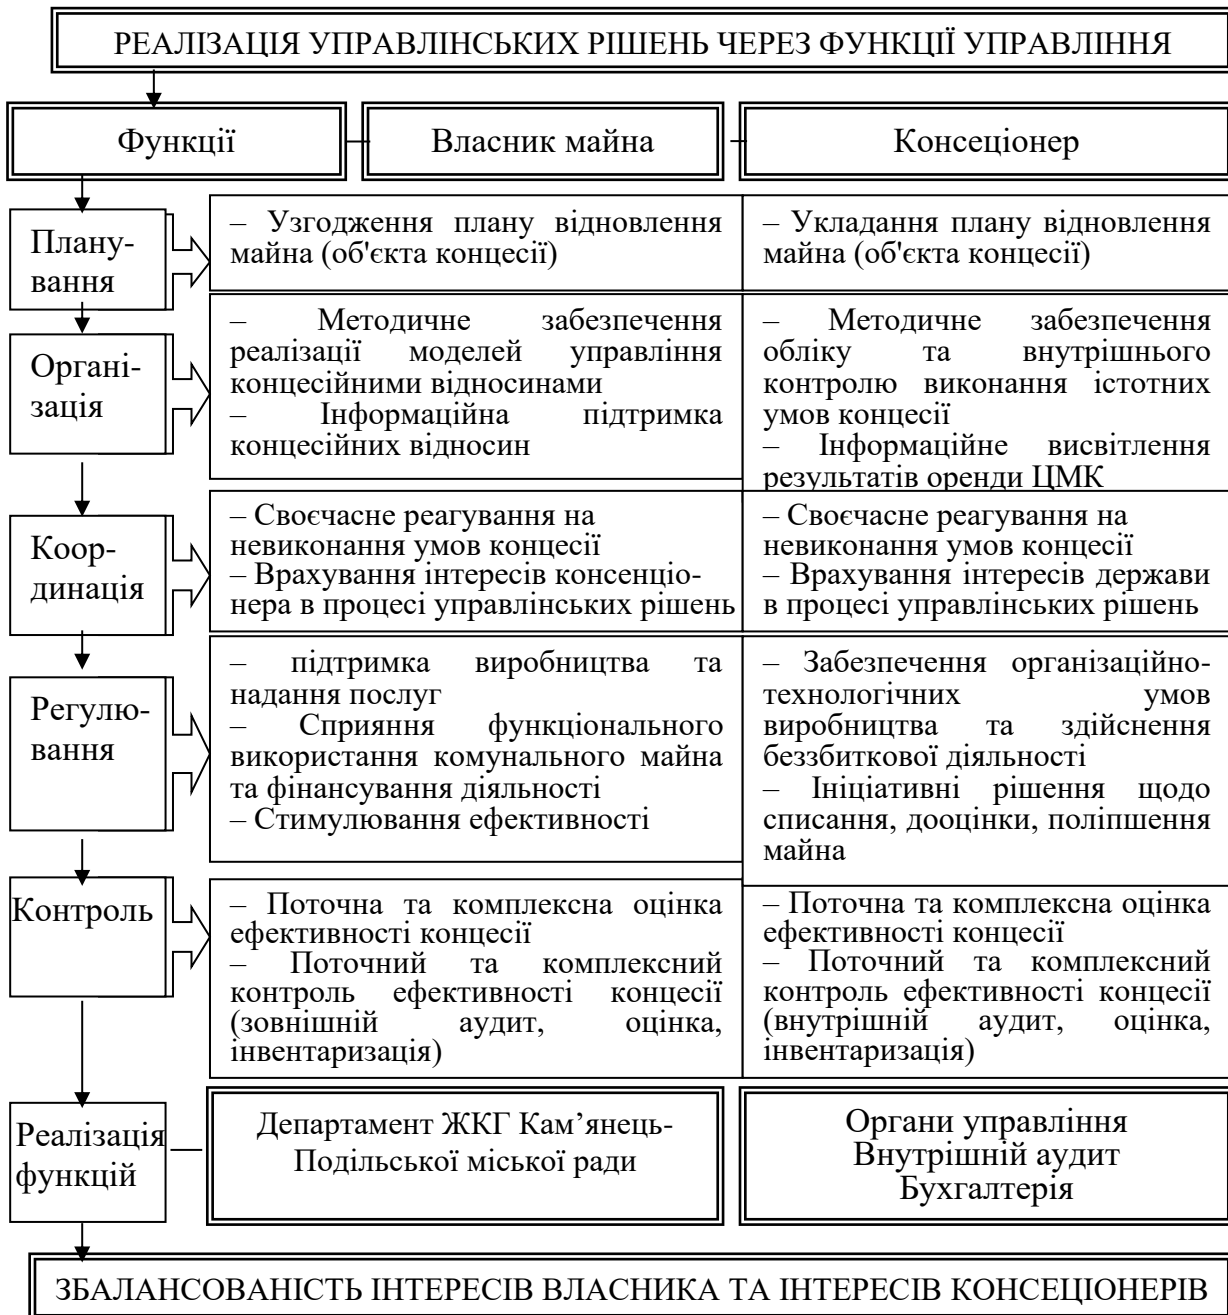 РЕАЛІЗАЦІЯ УПРАВЛІНСЬКИХ РІШЕНЬ ЧЕРЕЗ ФУНКЦІЇ УПРАВЛІННЯ
Функції
Власник майна
Консеціонер
Плану-
вання
– Узгодження плану відновлення
майна (об'єкта концесії)
– Укладання плану відновлення
майна (об'єкта концесії)
Органі-
зація
– Методичне забезпечення
реалізації моделей управління
концесійними відносинами
– Інформаційна підтримка
концесійних відносин
– Методичне забезпечення
обліку та внутрішнього
контролю виконання істотних
умов концесії
– Інформаційне висвітлення
результатів оренди ЦМК
Коор-
динація
– Своєчасне реагування на
невиконання умов концесії
– Врахування інтересів консенціо-
нера в процесі управлінських рішень
– Своєчасне реагування на
невиконання умов концесії
– Врахування інтересів держави
в процесі управлінських рішень
Регулю-
вання
– підтримка виробництва та
надання послуг
– Сприяння функціонального
використання комунального майна
та фінансування діяльності
– Стимулювання ефективності
– Забезпечення організаційно-
технологічних умов
виробництва та здійснення
беззбиткової діяльності
– Ініціативні рішення щодо
списання, дооцінки, поліпшення
майна
Контроль
– Поточна та комплексна оцінка
ефективності концесії
– Поточний та комплексний
контроль ефективності концесії
(зовнішній аудит, оцінка,
інвентаризація)
– Поточна та комплексна оцінка
ефективності концесії
– Поточний та комплексний
контроль ефективності концесії
(внутрішній аудит, оцінка,
інвентаризація)
Реалізація
функцій
Департамент ЖКГ Кам’янець-
Подільської міської ради
Органи управління
Внутрішній аудит
Бухгалтерія
ЗБАЛАНСОВАНІСТЬ ІНТЕРЕСІВ ВЛАСНИКА ТА ІНТЕРЕСІВ КОНСЕЦІОНЕРІВ